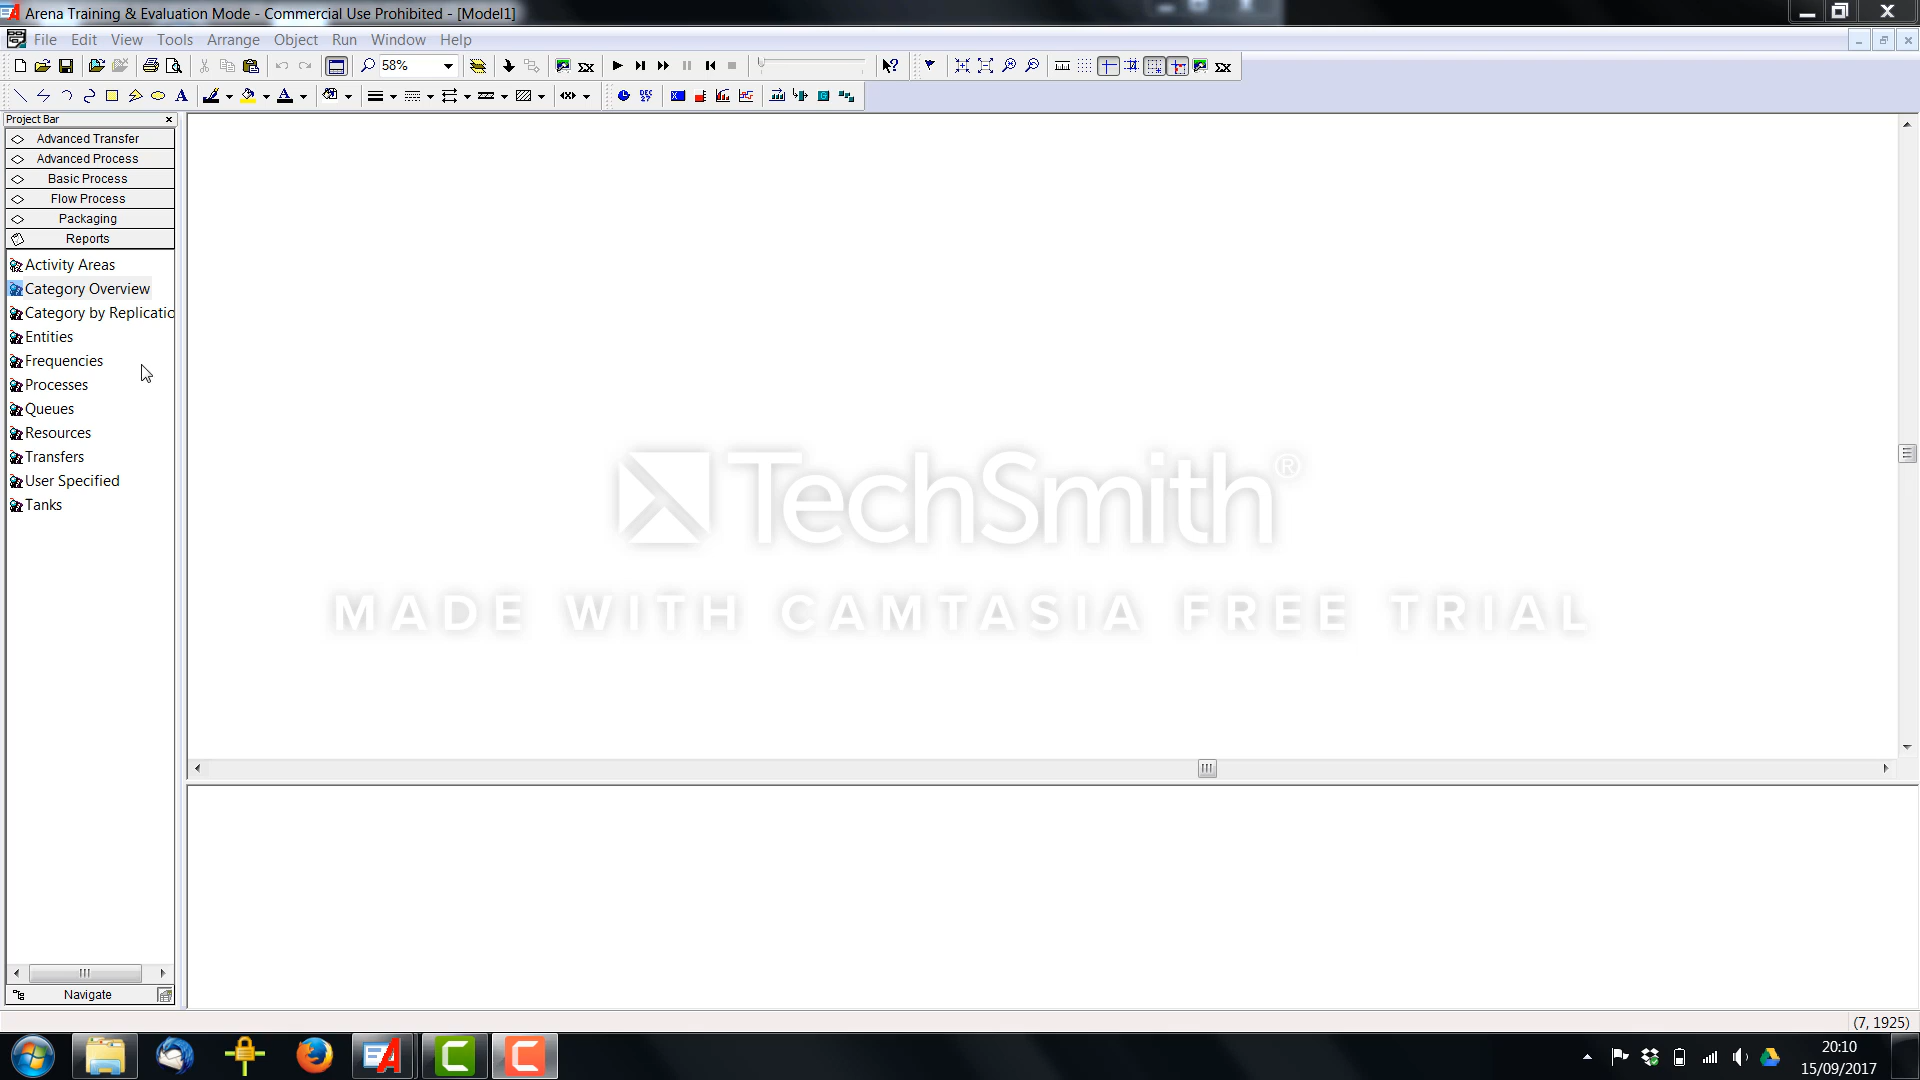 Arena Training & Evaluation Mode - Commercial Use Prohibited - [Model1]
File Edit View Tools Arrange Object Run Window Help
58%
Project Bar
Advanced Transfer
Advanced Process
Basic Process
Flow Process
Packaging
Reports
Activity Areas
Category Overview
Category by Replicatio
Entities
Frequencies
Processes
Queues
Resources
Transfers
User Specified
Tanks
Navigate
TechSmith®
MADE WITH CAMTASIA FREE TRIAL
(7, 1925)
20:10
15/09/2017